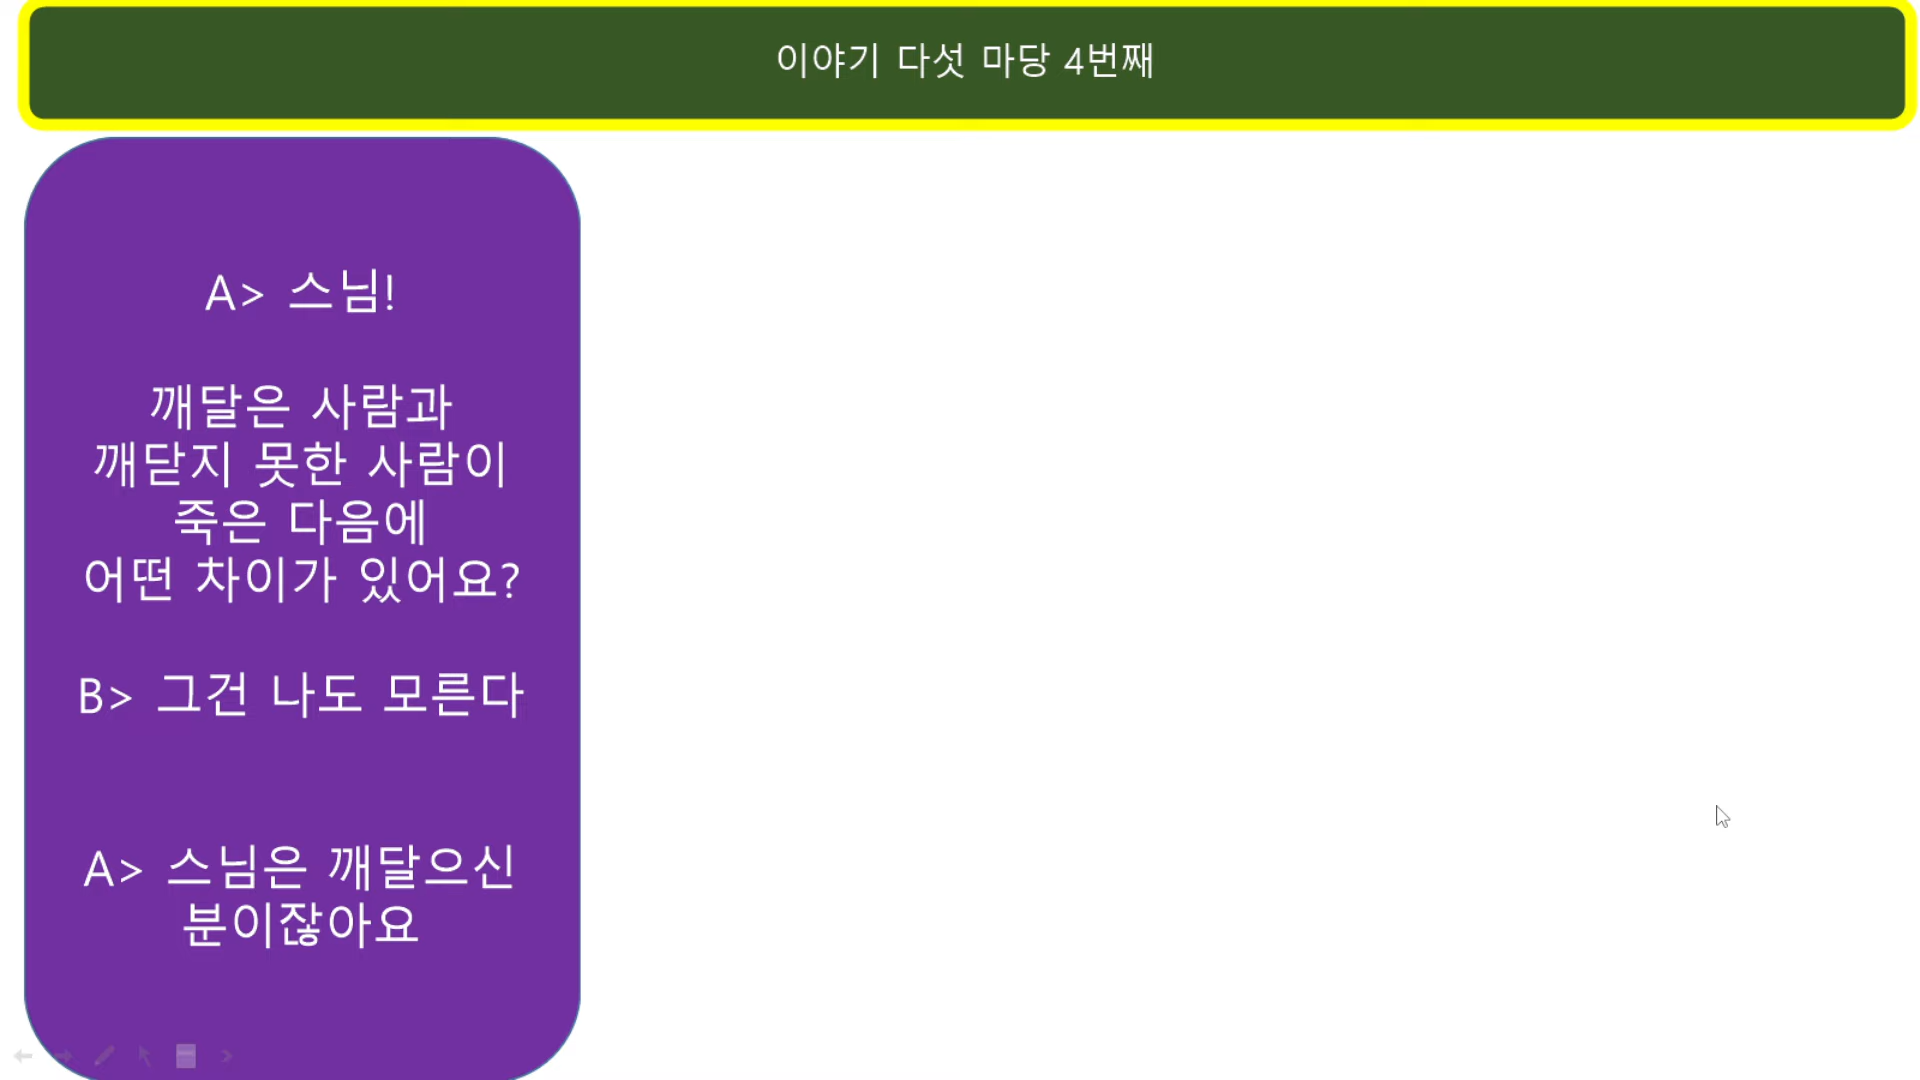 이야기 다섯 마당 4번째
A> 스님!
깨달은 사람과
깨닫지 못한 사람이
죽은 다음에
어떤 차이가 있어요?
B> 그건 나도 모른다
A> 스님은 깨달으신
분이잖아요